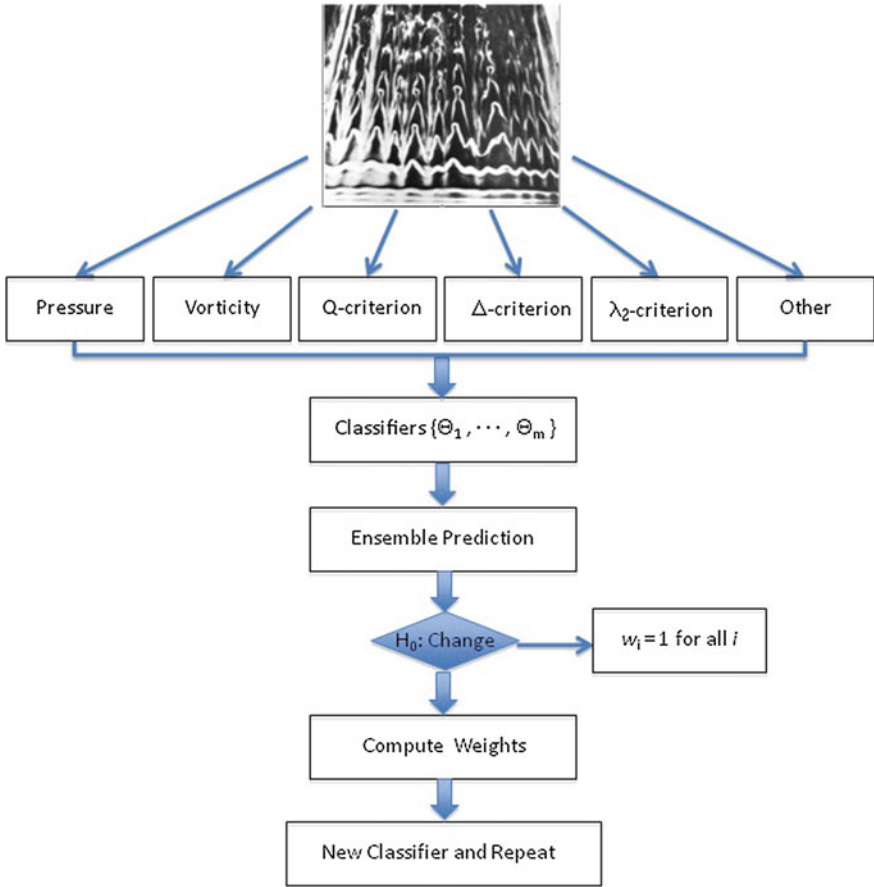 Pressure
Vorticity
Q-criterion
Δ-criterion
λ₂-criterion
Other
Classifiers {Θ₁ , ⋯ , Θₘ }
Ensemble Prediction
H₀: Change
wᵢ = 1 for all i
Compute Weights
New Classifier and Repeat